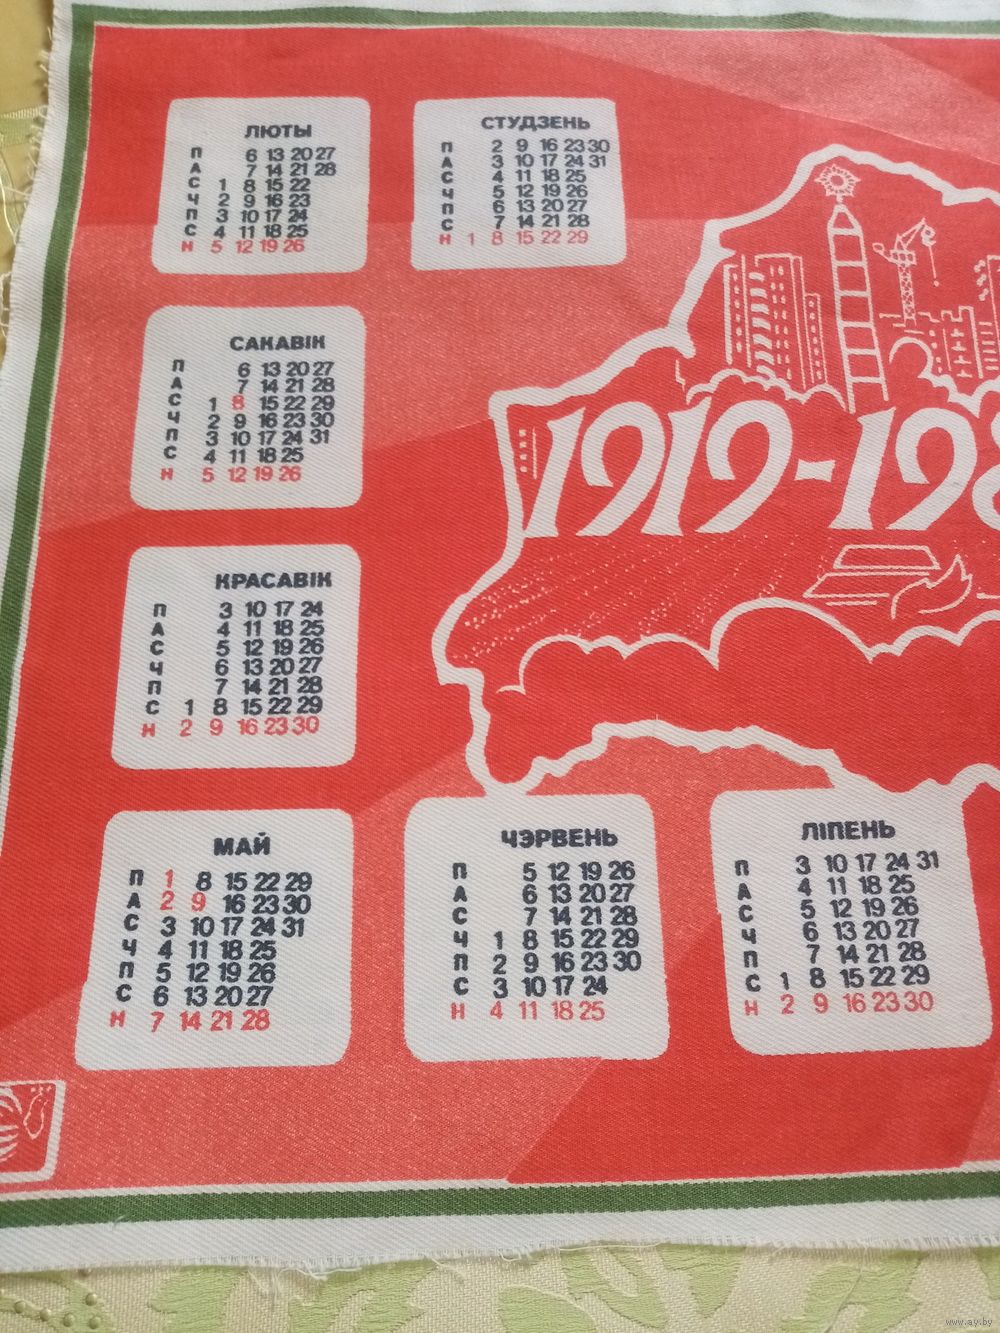 ЛЮТЫ
П 6 13 20 27
А 7 14 21 28
С 1 8 15 22
Ч 2 9 16 23
П 3 10 17 24
С 4 11 18 25
Н 5 12 19 26
СТУДЗЕНЬ
П 2 9 16 23 30
А 3 10 17 24 31
С 4 11 18 25
Ч 5 12 19 26
П 6 13 20 27
С 7 14 21 28
Н 1 8 15 22 29
САКАВІК
П 6 13 20 27
А 7 14 21 28
С 1 8 15 22 29
Ч 2 9 16 23 30
П 3 10 17 24 31
С 4 11 18 25
Н 5 12 19 26
1919-198
КРАСАВІК
П 3 10 17 24
А 4 11 18 25
С 5 12 19 26
Ч 6 13 20 27
П 7 14 21 28
С 1 8 15 22 29
Н 2 9 16 23 30
МАЙ
П 1 8 15 22 29
А 2 9 16 23 30
С 3 10 17 24 31
Ч 4 11 18 25
П 5 12 19 26
С 6 13 20 27
Н 7 14 21 28
ЧЭРВЕНЬ
П 5 12 19 26
А 6 13 20 27
С 7 14 21 28
Ч 1 8 15 22 29
П 2 9 16 23 30
С 3 10 17 24
Н 4 11 18 25
ЛІПЕНЬ
П 3 10 17 24 31
А 4 11 18 25
С 5 12 19 26
Ч 6 13 20 27
П 7 14 21 28
С 1 8 15 22 29
Н 2 9 16 23 30
www.ay.by